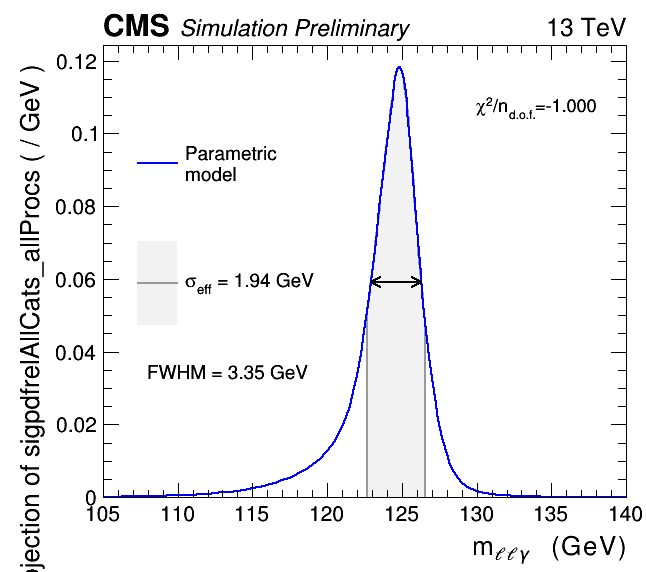 CMS Simulation Preliminary 13 TeV
χ²/n_d.o.f.=-1.000
Parametric
model
σ_eff = 1.94 GeV
FWHM = 3.35 GeV
of sigpdfrelAllCats_allProcs ( / GeV )
0.12
0.1
0.08
0.06
0.04
0.02
0
105 110 115 120 125 130 135 140
m_ℓℓγ (GeV)